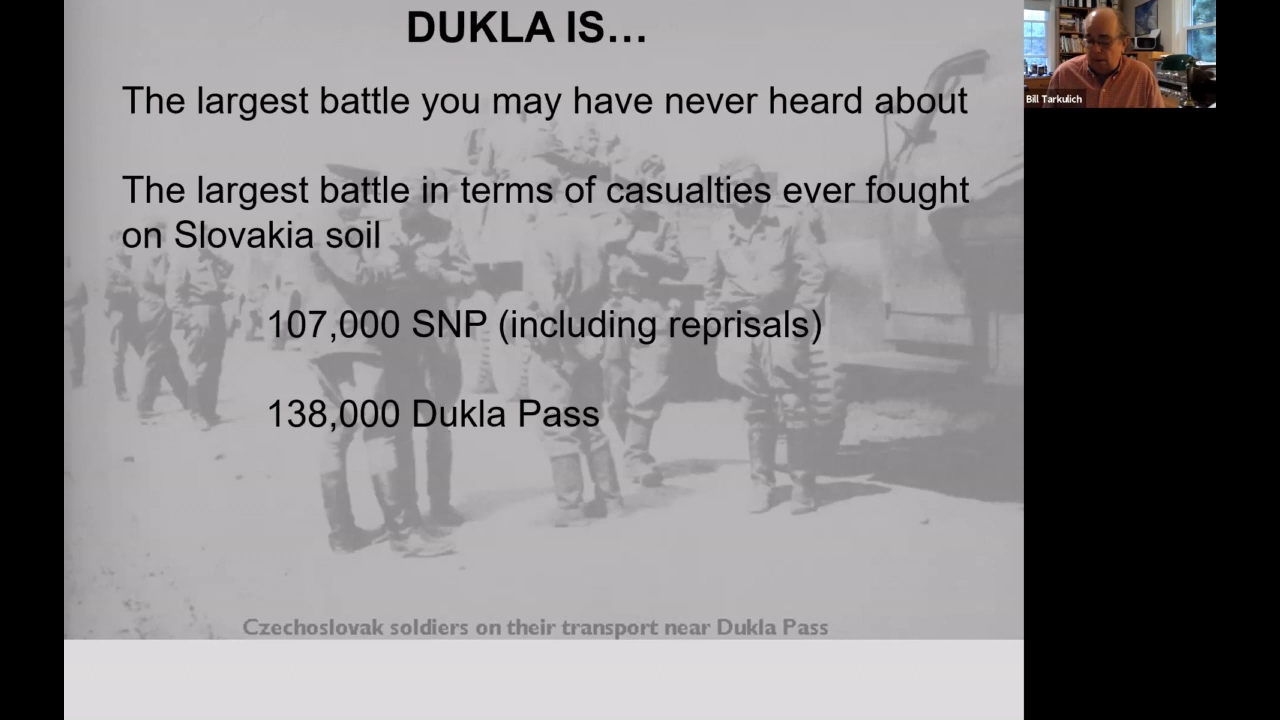 DUKLA IS...
The largest battle you may have never heard about
The largest battle in terms of casualties ever fought
on Slovakia soil
107,000 SNP (including reprisals)
138,000 Dukla Pass
Czechoslovak soldiers on their transport near Dukla Pass
Bill Tarkulich